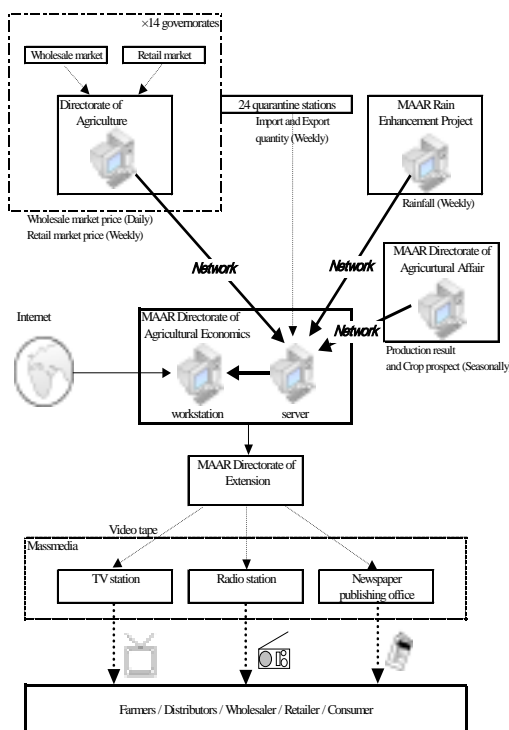 ×14 governorates
Wholesale market
Retail market
Directorate of
Agriculture
24 quarantine stations
Import and Export
quantity (Weekly)
MAAR Rain
Enhancement Project
Rainfall (Weekly)
Wholesale market price (Daily)
Retail market price (Weekly)
Network
Network
MAAR Directorate of
Agricurtural Affair
Network
Production result
and Crop prospect (Seasonally
Internet
MAAR Directorate of
Agricultural Economics
workstation
server
MAAR Directorate of
Extension
Video tape
Massmedia
TV station
Radio station
Newspaper
publishing office
Farmers / Distributors / Wholesaler / Retailer / Consumer